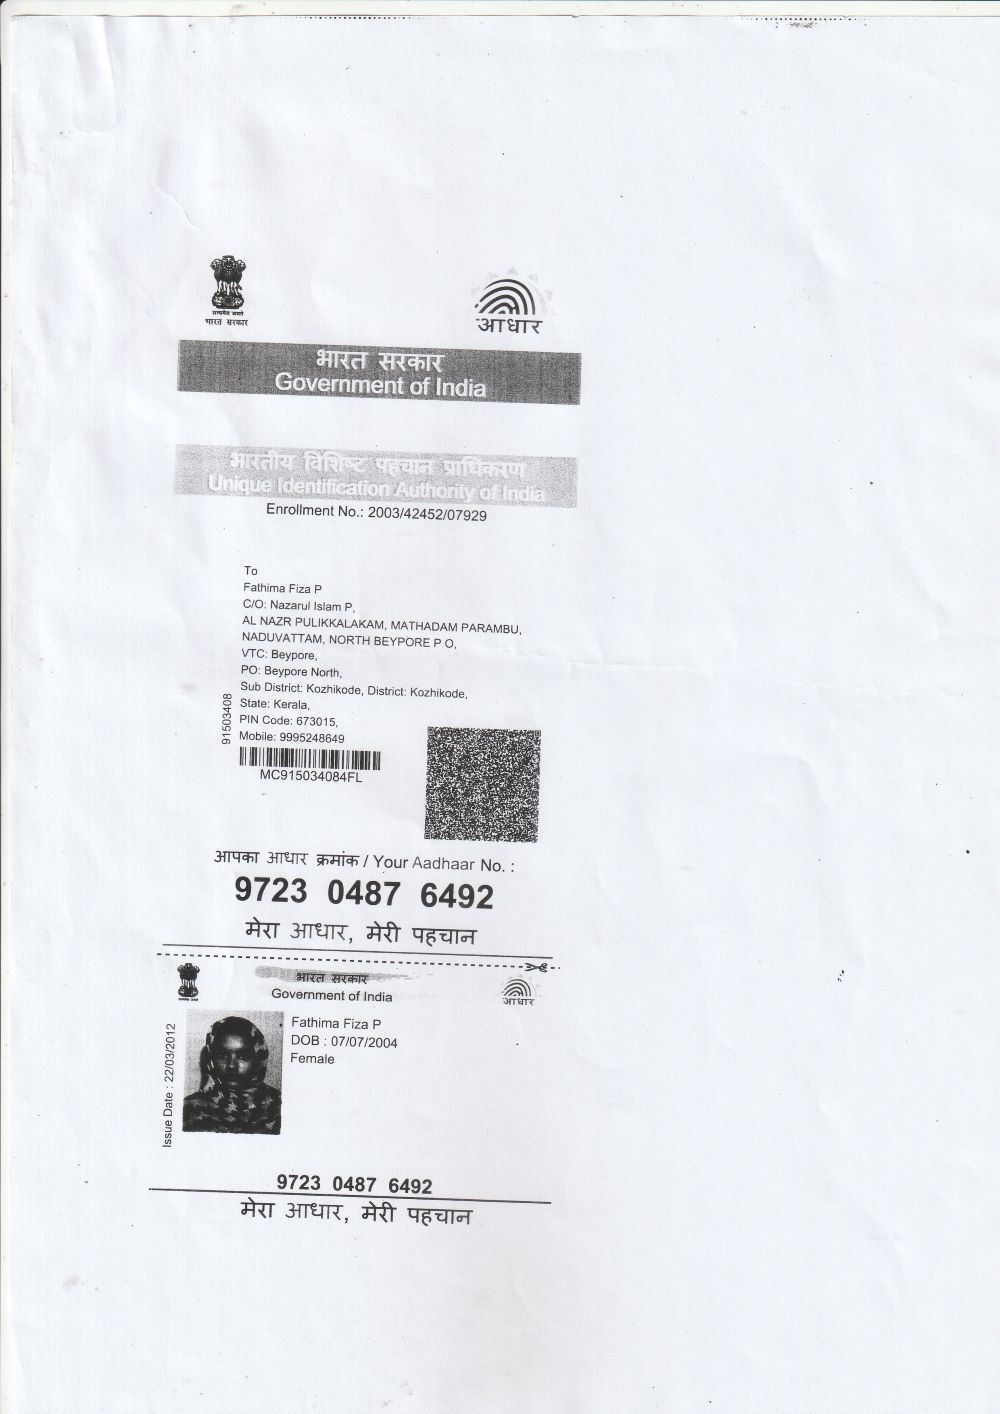 सत्यमेव जयते
भारत सरकार
आधार
भारत सरकार
Government of India
भारतीय विशिष्ट पहचान प्राधिकरण
Unique Identification Authority of India
Enrollment No.: 2003/42452/07929
To
Fathima Fiza P
C/O: Nazarul Islam P,
AL NAZR PULIKKALAKAM, MATHADAM PARAMBU,
NADUVATTAM, NORTH BEYPORE P O,
VTC: Beypore,
PO: Beypore North,
Sub District: Kozhikode, District: Kozhikode,
State: Kerala,
PIN Code: 673015,
Mobile: 9995248649
91503408
MC915034084FL
आपका आधार क्रमांक / Your Aadhaar No. :
9723 0487 6492
मेरा आधार, मेरी पहचान
भारत सरकार
Government of India
आधार
Issue Date : 22/03/2012
Fathima Fiza P
DOB : 07/07/2004
Female
9723 0487 6492
मेरा आधार, मेरी पहचान